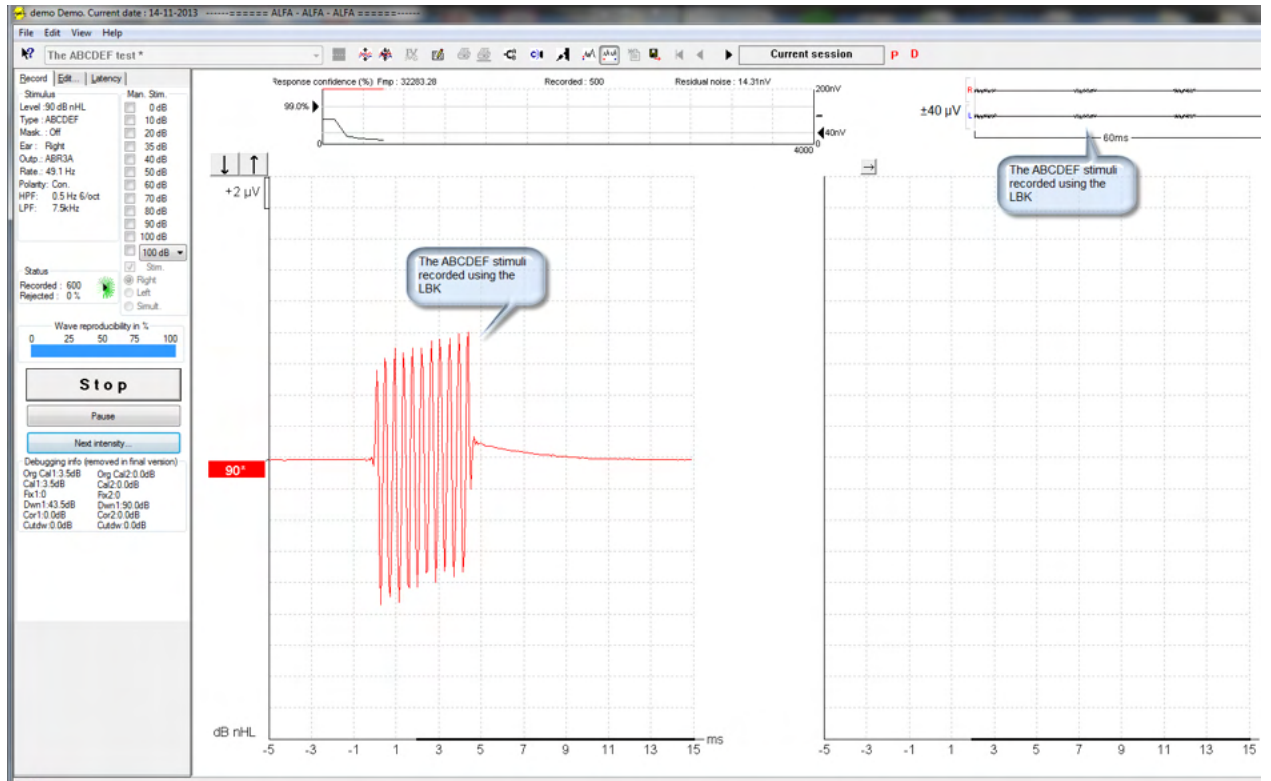 demo Demo. Current date : 14-11-2013 ------====== ALFA - ALFA - ALFA ======------
File Edit View Help
The ABCDEF test *
Current session P D
Record Edit... Latency
Stimulus
Level :90 dB nHL
Type : ABCDEF
Mask. : Off
Ear : Right
Outp.: ABR3A
Rate.: 49.1 Hz
Polarity: Con.
HPF: 0.5 Hz 6/oct
LPF: 7.5kHz
Man. Stim.
0 dB
10 dB
20 dB
35 dB
40 dB
50 dB
60 dB
70 dB
80 dB
90 dB
100 dB
100 dB
Stim.
Right
Left
Simult.
Status
Recorded : 600
Rejected : 0 %
Wave reproducibility in %
0 25 50 75 100
Stop
Pause
Next intensity...
Debugging info (removed in final version)
Org Cal1:3.5dB Org Cal2:0.0dB
Cal1:3.5dB Cal2:0.0dB
Fix1:0 Fix2:0
Dwn1:43.5dB Dwn1:90.0dB
Cor1:0.0dB Cor2:0.0dB
Cutdw:0.0dB Cutdw:0.0dB
Response confidence (%) Fmp : 32283.28 Recorded : 500 Residual noise : 14.31nV
99.0%
200nV
40nV
0
4000
0
±40 µV
R
L
60ms
The ABCDEF stimuli
recorded using the
LBK
+2 µV
The ABCDEF stimuli
recorded using the
LBK
90*
dB nHL
-5 -3 -1 1 3 5 7 9 11 13 15 ms
-5 -3 -1 1 3 5 7 9 11 13 15